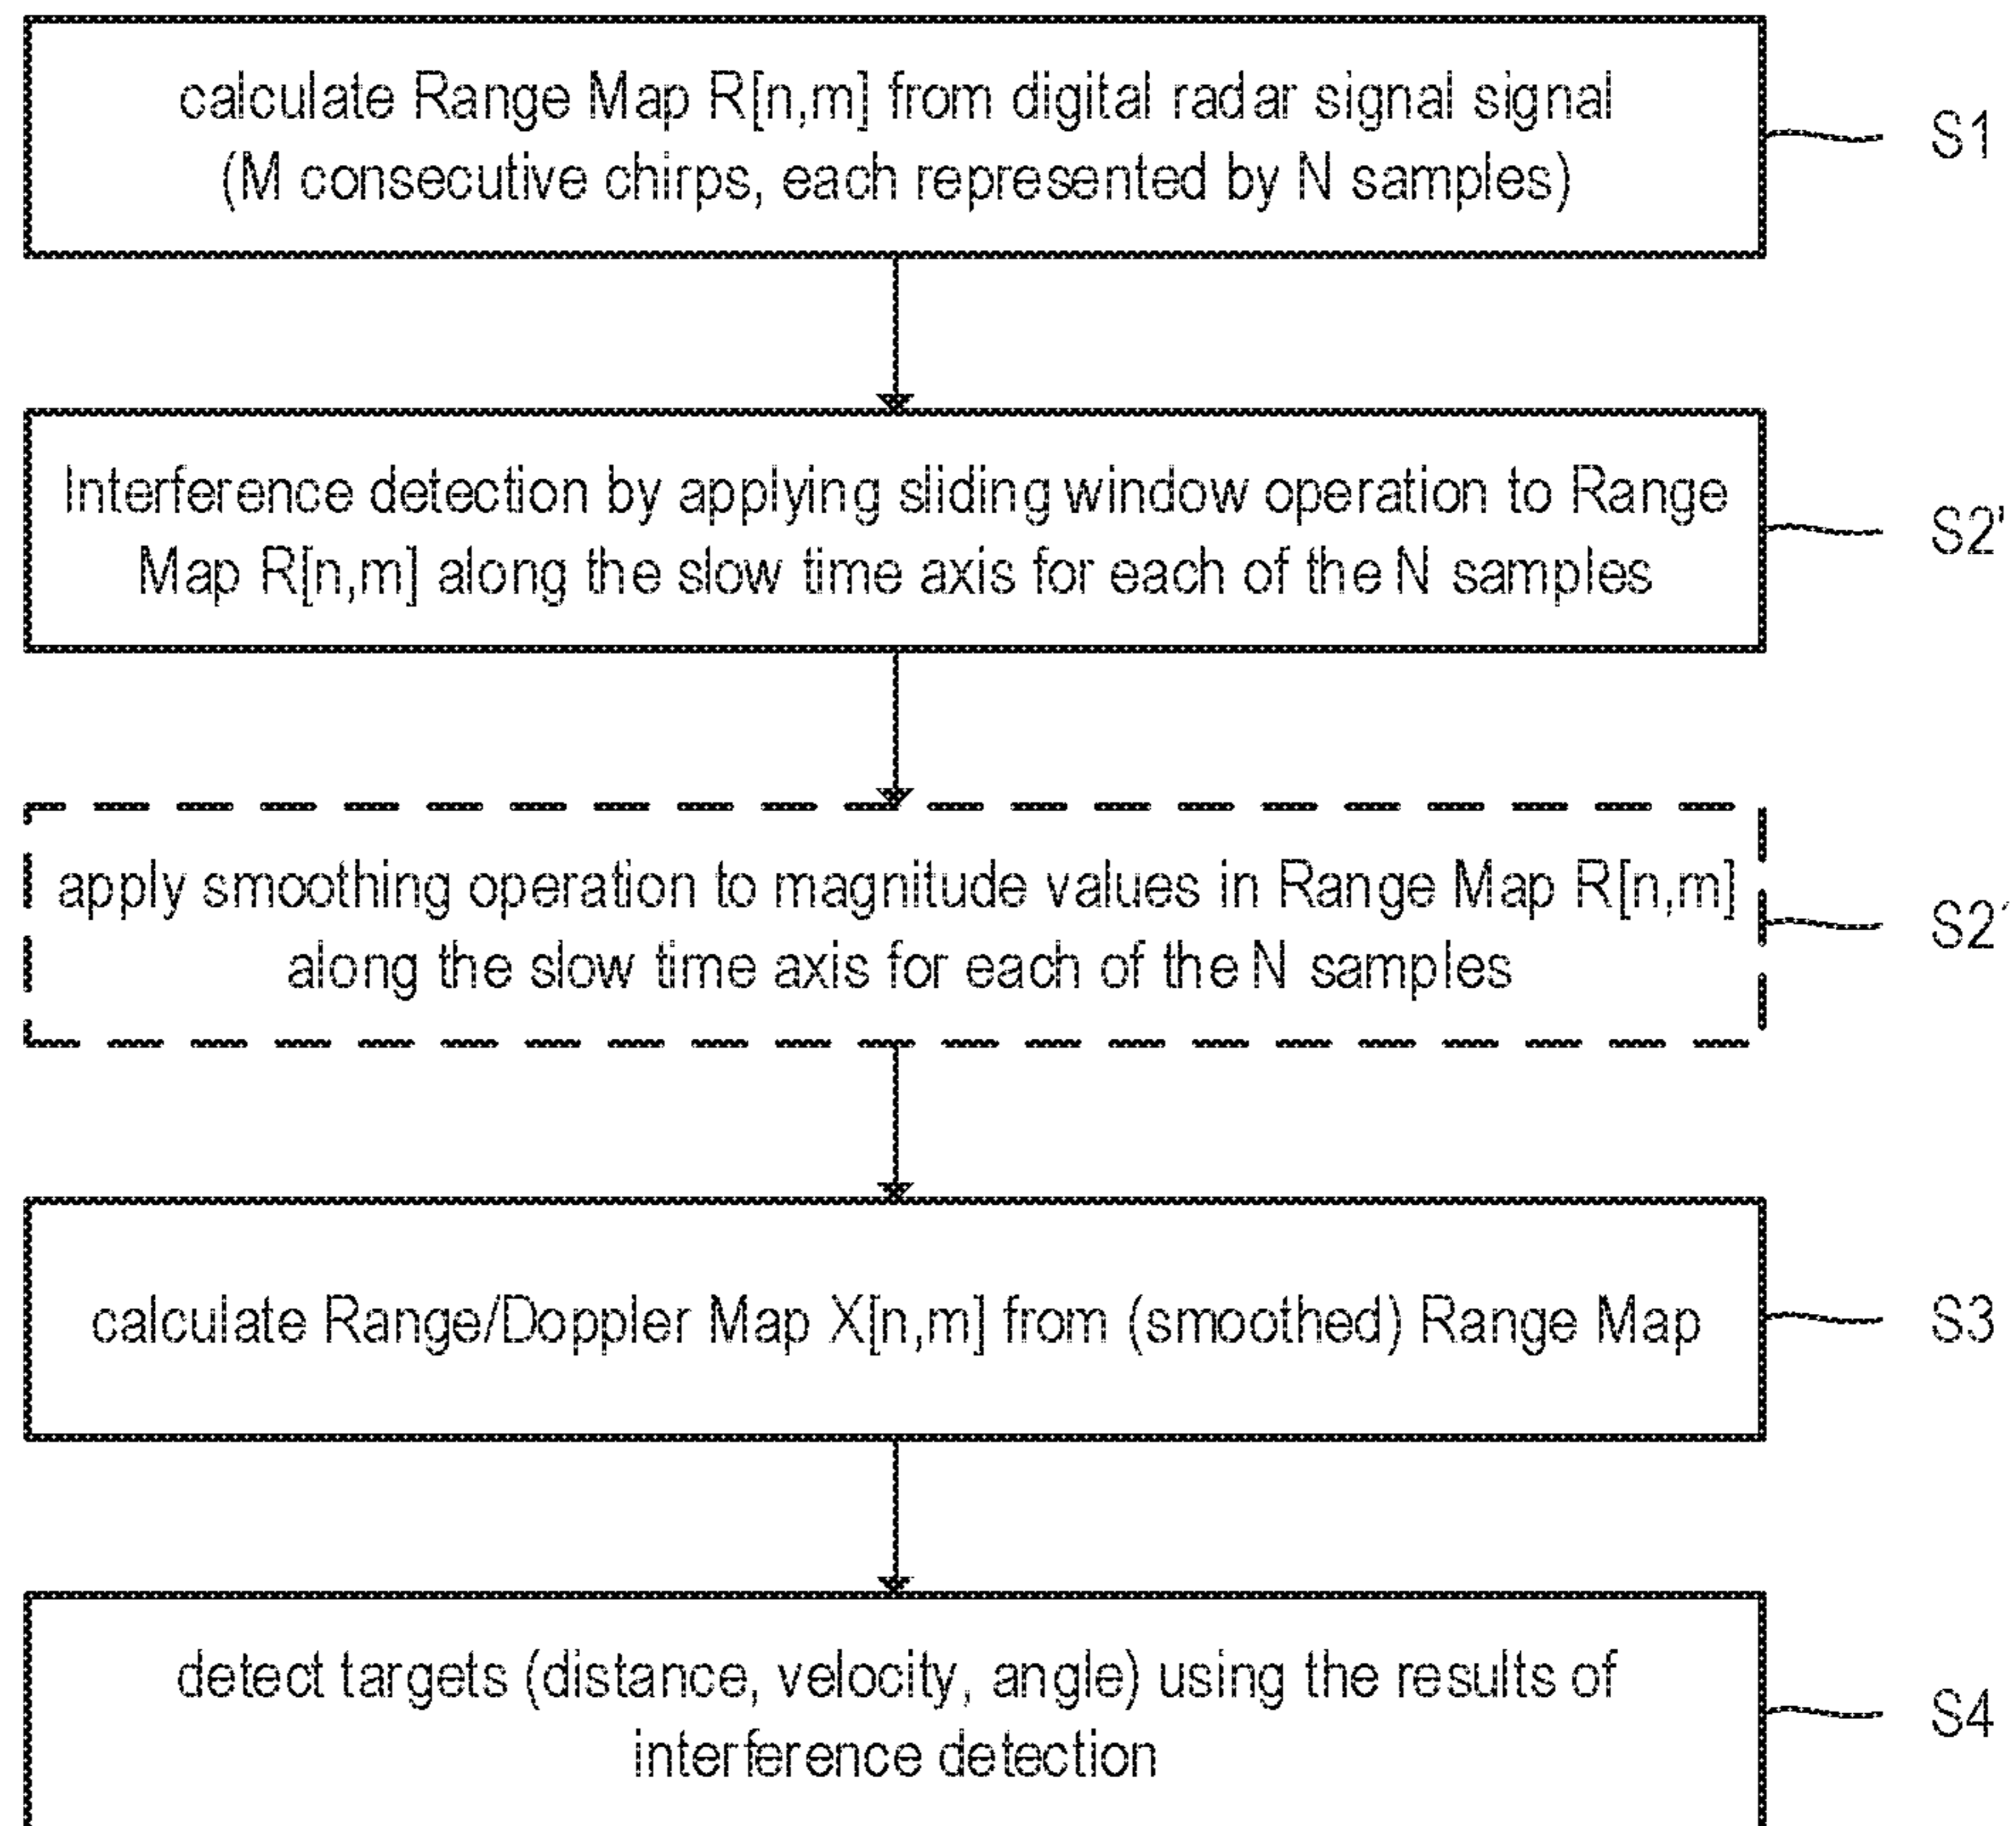 calculate Range Map R[n,m] from digital radar signal signal
(M consecutive chirps, each represented by N samples)
S1
Interference detection by applying sliding window operation to Range
Map R[n,m] along the slow time axis for each of the N samples
S2'
apply smoothing operation to magnitude values in Range Map R[n,m]
along the slow time axis for each of the N samples
S2´
calculate Range/Doppler Map X[n,m] from (smoothed) Range Map
S3
detect targets (distance, velocity, angle) using the results of
interference detection
S4